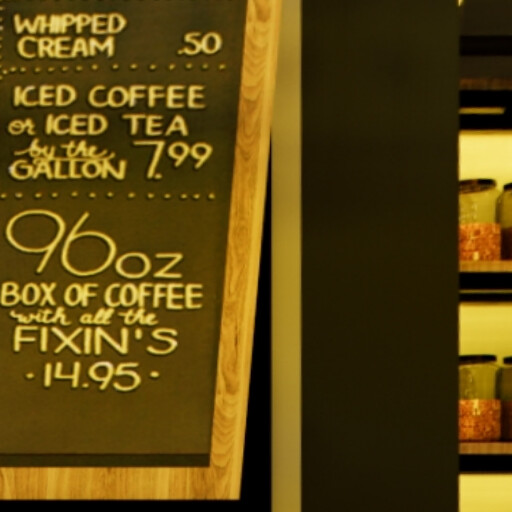 WHIPPED
CREAM .50
ICED COFFEE
or ICED TEA
by the
GALLON 7.99
96oz
BOX OF COFFEE
with all the
FIXIN'S
·14.95·